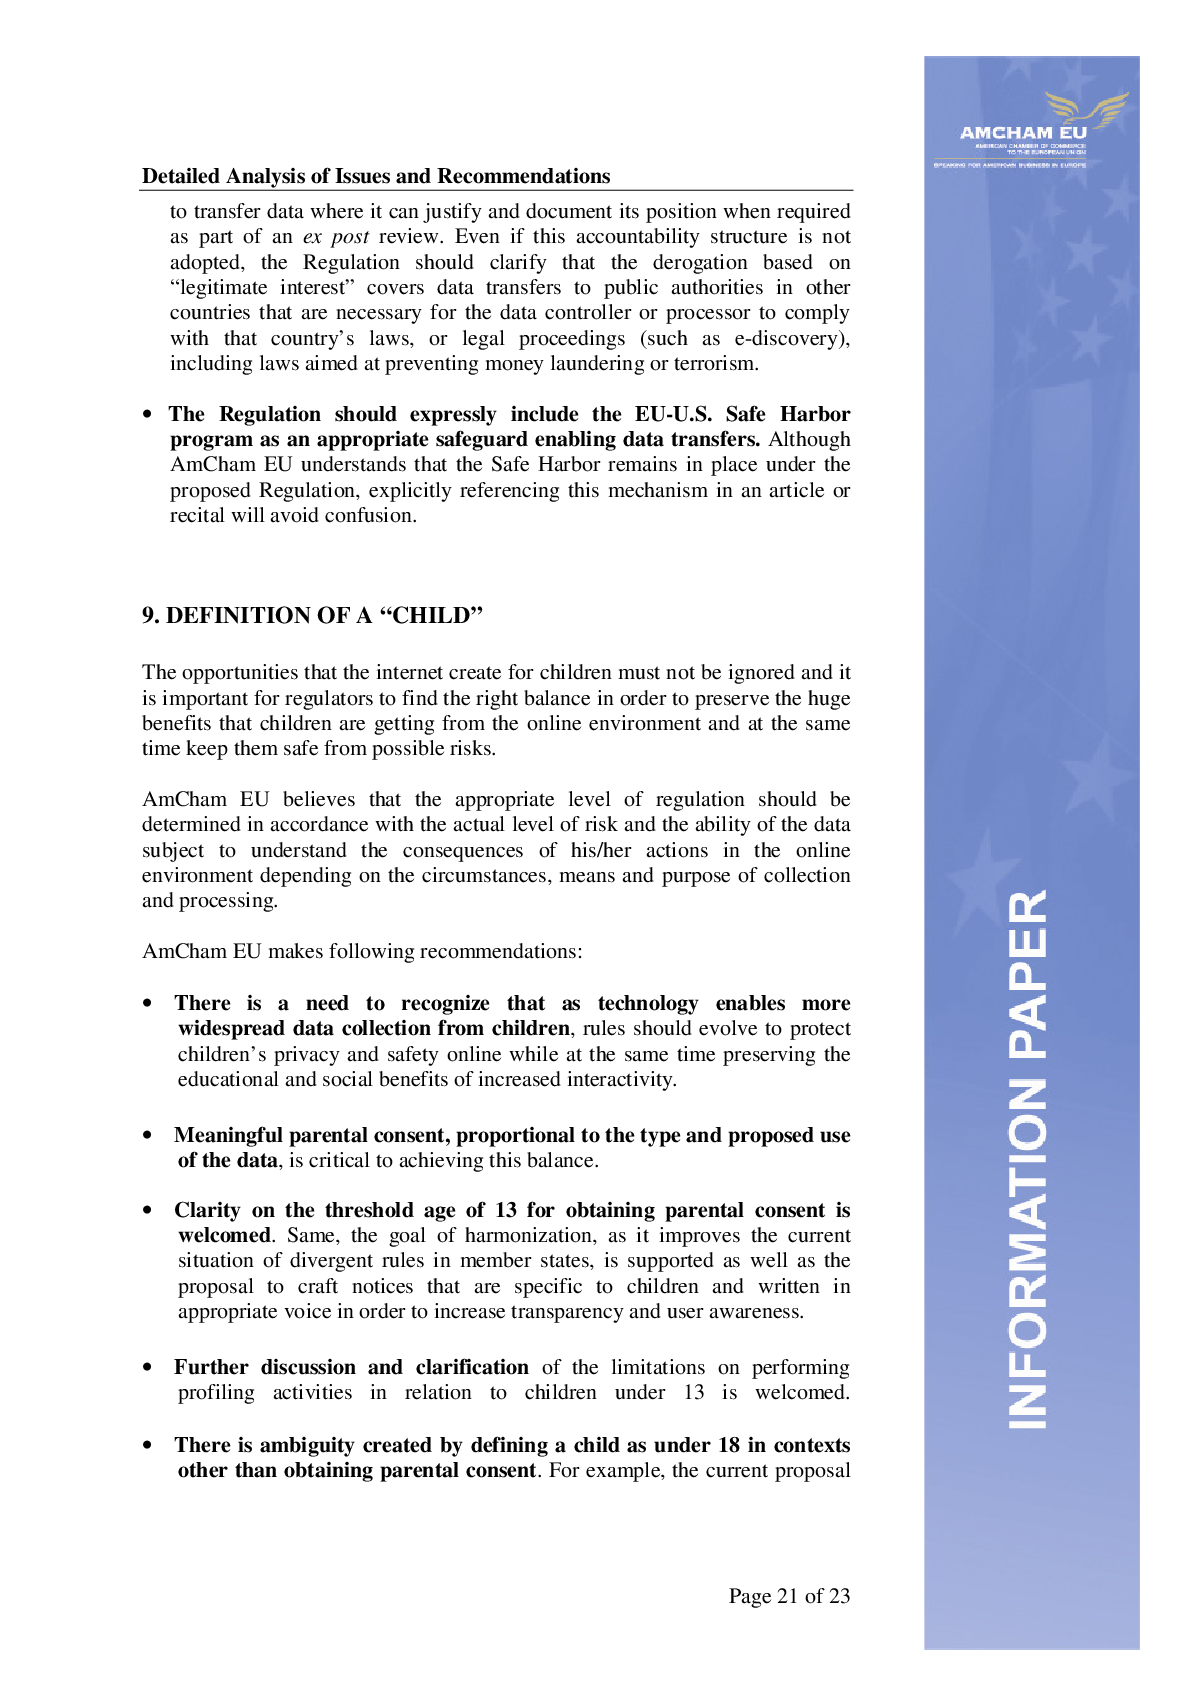 AMCHAM EU
AMERICAN CHAMBER OF COMMERCE
TO THE EUROPEAN UNION
SPEAKING FOR AMERICAN BUSINESS IN EUROPE
Detailed Analysis of Issues and Recommendations
to transfer data where it can justify and document its position when required
as part of an ex post review. Even if this accountability structure is not
adopted, the Regulation should clarify that the derogation based on
“legitimate interest” covers data transfers to public authorities in other
countries that are necessary for the data controller or processor to comply
with that country’s laws, or legal proceedings (such as e-discovery),
including laws aimed at preventing money laundering or terrorism.
• The Regulation should expressly include the EU-U.S. Safe Harbor
program as an appropriate safeguard enabling data transfers. Although
AmCham EU understands that the Safe Harbor remains in place under the
proposed Regulation, explicitly referencing this mechanism in an article or
recital will avoid confusion.
9. DEFINITION OF A “CHILD”
The opportunities that the internet create for children must not be ignored and it
is important for regulators to find the right balance in order to preserve the huge
benefits that children are getting from the online environment and at the same
time keep them safe from possible risks.
AmCham EU believes that the appropriate level of regulation should be
determined in accordance with the actual level of risk and the ability of the data
subject to understand the consequences of his/her actions in the online
environment depending on the circumstances, means and purpose of collection
and processing.
AmCham EU makes following recommendations:
• There is a need to recognize that as technology enables more
widespread data collection from children, rules should evolve to protect
children’s privacy and safety online while at the same time preserving the
educational and social benefits of increased interactivity.
• Meaningful parental consent, proportional to the type and proposed use
of the data, is critical to achieving this balance.
• Clarity on the threshold age of 13 for obtaining parental consent is
welcomed. Same, the goal of harmonization, as it improves the current
situation of divergent rules in member states, is supported as well as the
proposal to craft notices that are specific to children and written in
appropriate voice in order to increase transparency and user awareness.
• Further discussion and clarification of the limitations on performing
profiling activities in relation to children under 13 is welcomed.
• There is ambiguity created by defining a child as under 18 in contexts
other than obtaining parental consent. For example, the current proposal
Page 21 of 23
INFORMATION PAPER